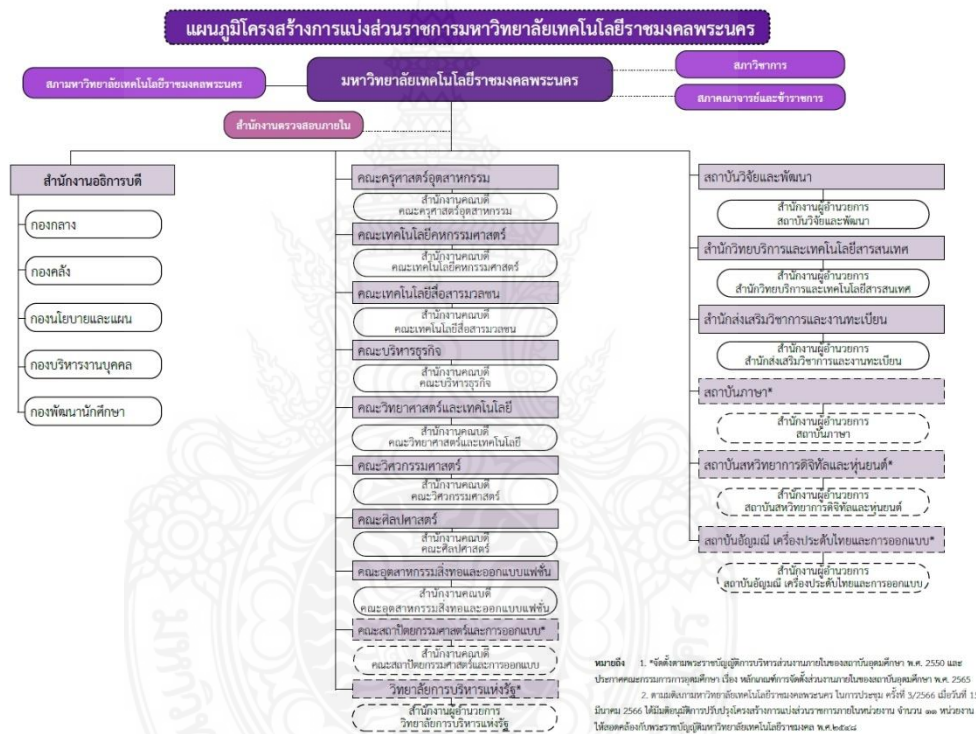 แผนภูมิโครงสร้างการแบ่งส่วนราชการมหาวิทยาลัยเทคโนโลยีราชมงคลพระนคร
มหาวิทยาลัยเทคโนโลยีราชมงคลพระนคร
สภามหาวิทยาลัยเทคโนโลยีราชมงคลพระนคร
สภาวิชาการ
สภาคณาจารย์และข้าราชการ
สำนักงานตรวจสอบภายใน
สำนักงานอธิการบดี
กองกลาง
กองคลัง
กองนโยบายและแผน
กองบริหารงานบุคคล
กองพัฒนานักศึกษา
คณะครุศาสตร์อุตสาหกรรม
สำนักงานคณบดี
คณะครุศาสตร์อุตสาหกรรม
คณะเทคโนโลยีคหกรรมศาสตร์
สำนักงานคณบดี
คณะเทคโนโลยีคหกรรมศาสตร์
คณะเทคโนโลยีสื่อสารมวลชน
สำนักงานคณบดี
คณะเทคโนโลยีสื่อสารมวลชน
คณะบริหารธุรกิจ
สำนักงานคณบดี
คณะบริหารธุรกิจ
คณะวิทยาศาสตร์และเทคโนโลยี
สำนักงานคณบดี
คณะวิทยาศาสตร์และเทคโนโลยี
คณะวิศวกรรมศาสตร์
สำนักงานคณบดี
คณะวิศวกรรมศาสตร์
คณะศิลปศาสตร์
สำนักงานคณบดี
คณะศิลปศาสตร์
คณะอุตสาหกรรมสิ่งทอและออกแบบแฟชั่น
สำนักงานคณบดี
คณะอุตสาหกรรมสิ่งทอและออกแบบแฟชั่น
คณะสถาปัตยกรรมศาสตร์และการออกแบบ*
สำนักงานคณบดี
คณะสถาปัตยกรรมศาสตร์และการออกแบบ
วิทยาลัยการบริหารแห่งรัฐ*
สำนักงานผู้อำนวยการ
วิทยาลัยการบริหารแห่งรัฐ
สถาบันวิจัยและพัฒนา
สำนักงานผู้อำนวยการ
สถาบันวิจัยและพัฒนา
สำนักวิทยบริการและเทคโนโลยีสารสนเทศ
สำนักงานผู้อำนวยการ
สำนักวิทยบริการและเทคโนโลยีสารสนเทศ
สำนักส่งเสริมวิชาการและงานทะเบียน
สำนักงานผู้อำนวยการ
สำนักส่งเสริมวิชาการและงานทะเบียน
สถาบันภาษา*
สำนักงานผู้อำนวยการ
สถาบันภาษา
สถาบันสหวิทยาการดิจิทัลและหุ่นยนต์*
สำนักงานผู้อำนวยการ
สถาบันสหวิทยาการดิจิทัลและหุ่นยนต์
สถาบันอัญมณี เครื่องประดับไทยและการออกแบบ*
สำนักงานผู้อำนวยการ
สถาบันอัญมณี เครื่องประดับไทยและการออกแบบ
หมายถึง 1. *จัดตั้งตามพระราชบัญญัติการบริหารส่วนงานภายในของสถาบันอุดมศึกษา พ.ศ. 2550 และ
ประกาศคณะกรรมการการอุดมศึกษา เรื่อง หลักเกณฑ์การจัดตั้งส่วนงานภายในของสถาบันอุดมศึกษา พ.ศ. 2565
2. ตามมติสภามหาวิทยาลัยเทคโนโลยีราชมงคลพระนคร ในการประชุม ครั้งที่ 3/2566 เมื่อวันที่ 15
มีนาคม 2566 ได้มีมติอนุมัติการปรับปรุงโครงสร้างการแบ่งส่วนราชการภายในหน่วยงาน จำนวน ๑๑ หน่วยงาน
ให้สอดคล้องกับพระราชบัญญัติมหาวิทยาลัยเทคโนโลยีราชมงคล พ.ศ.๒๕๔๘